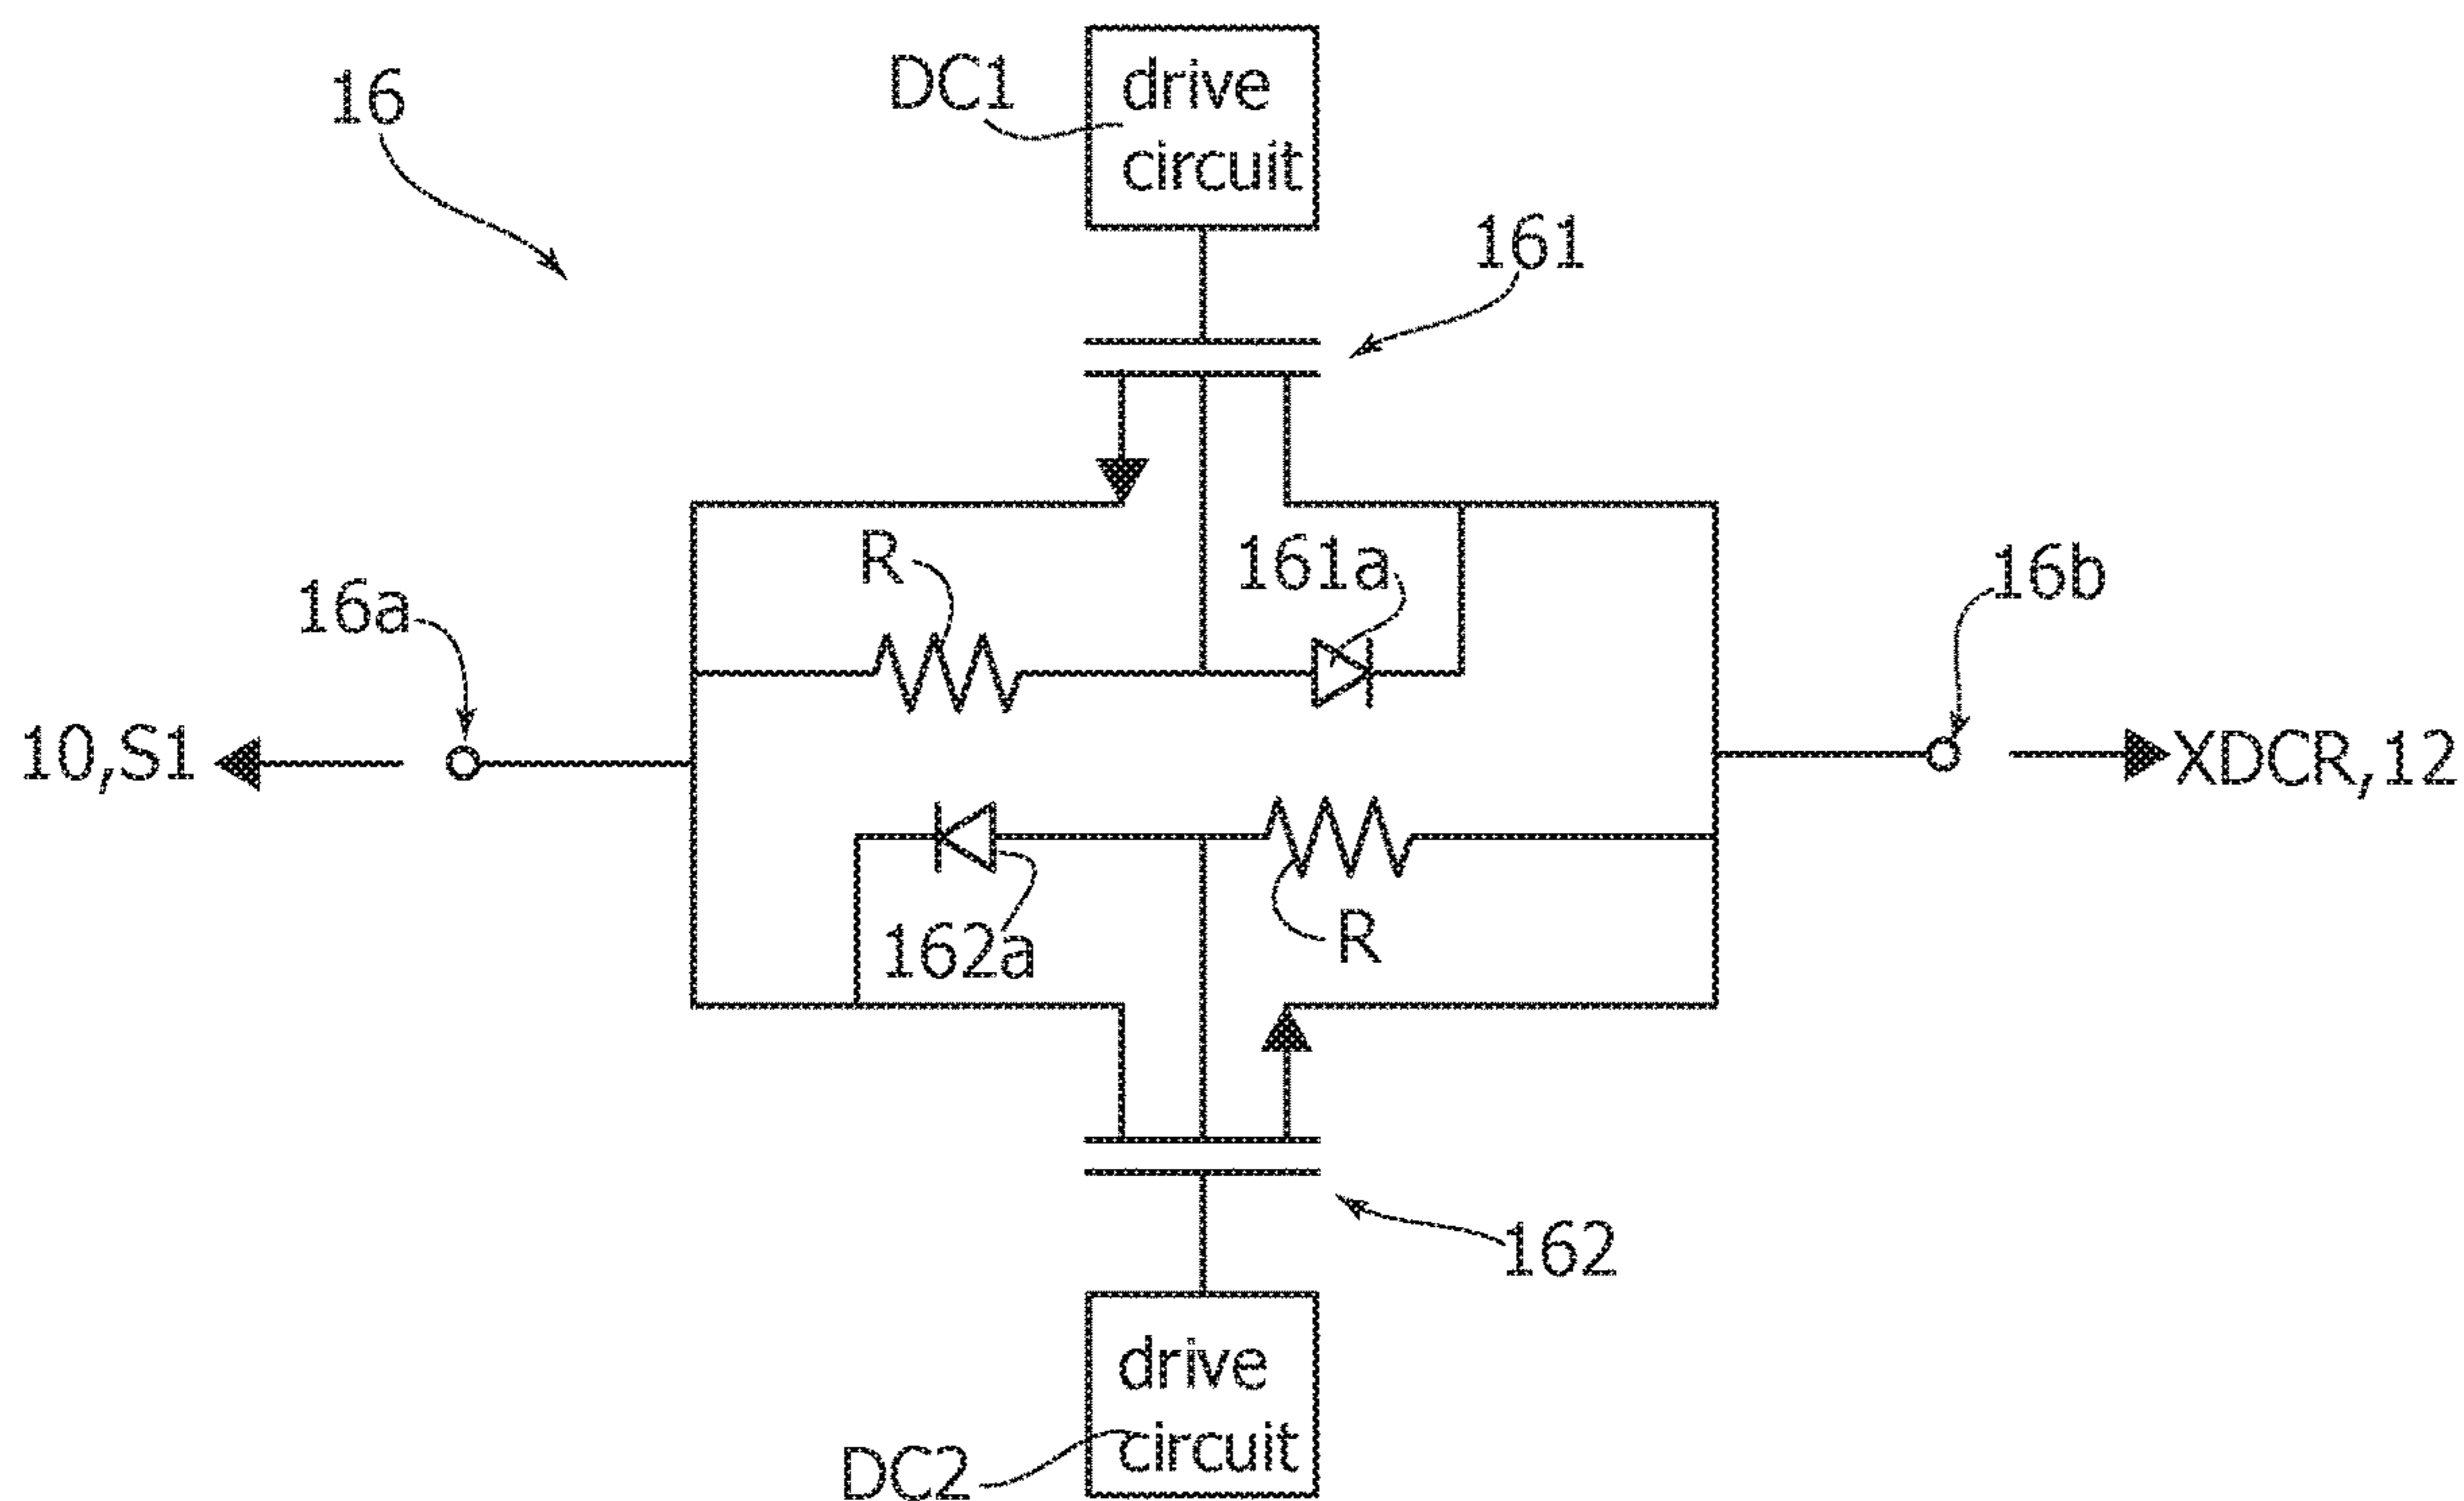 DC1
drive
circuit
16
161
R
161a
16a
16b
10,S1
XDCR,12
162a
R
162
drive
circuit
DC2